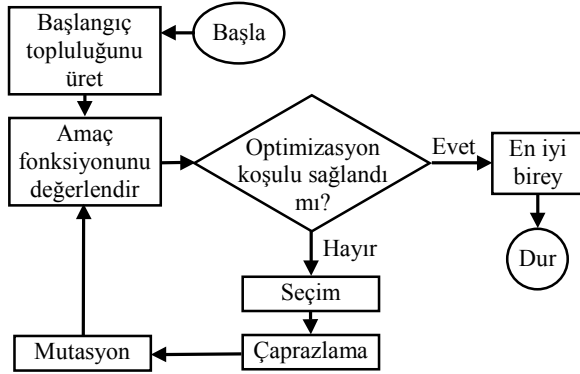 Başla
Başlangıç
topluluğunu
üret
Amaç
fonksiyonunu
değerlendir
Optimizasyon
koşulu sağlandı
mı?
Evet
En iyi
birey
Dur
Hayır
Seçim
Çaprazlama
Mutasyon